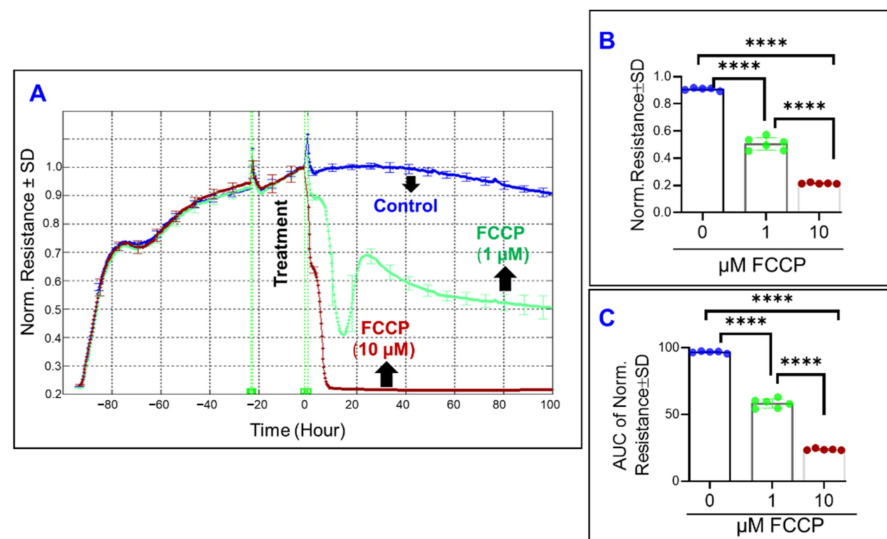 A
Norm. Resistance ± SD
1.0
0.9
0.8
0.7
0.6
0.5
0.4
0.3
0.2
Treatment
Control
FCCP
(1 µM)
FCCP
(10 µM)
−80 −60 −40 −20 0 20 40 60 80 100
Time (Hour)
B
****
****
****
Norm.Resistance±SD
1.0
0.8
0.6
0.4
0.2
0.0
0 1 10
µM FCCP
C
****
****
****
AUC of Norm.
Resistance±SD
100
50
0
0 1 10
µM FCCP